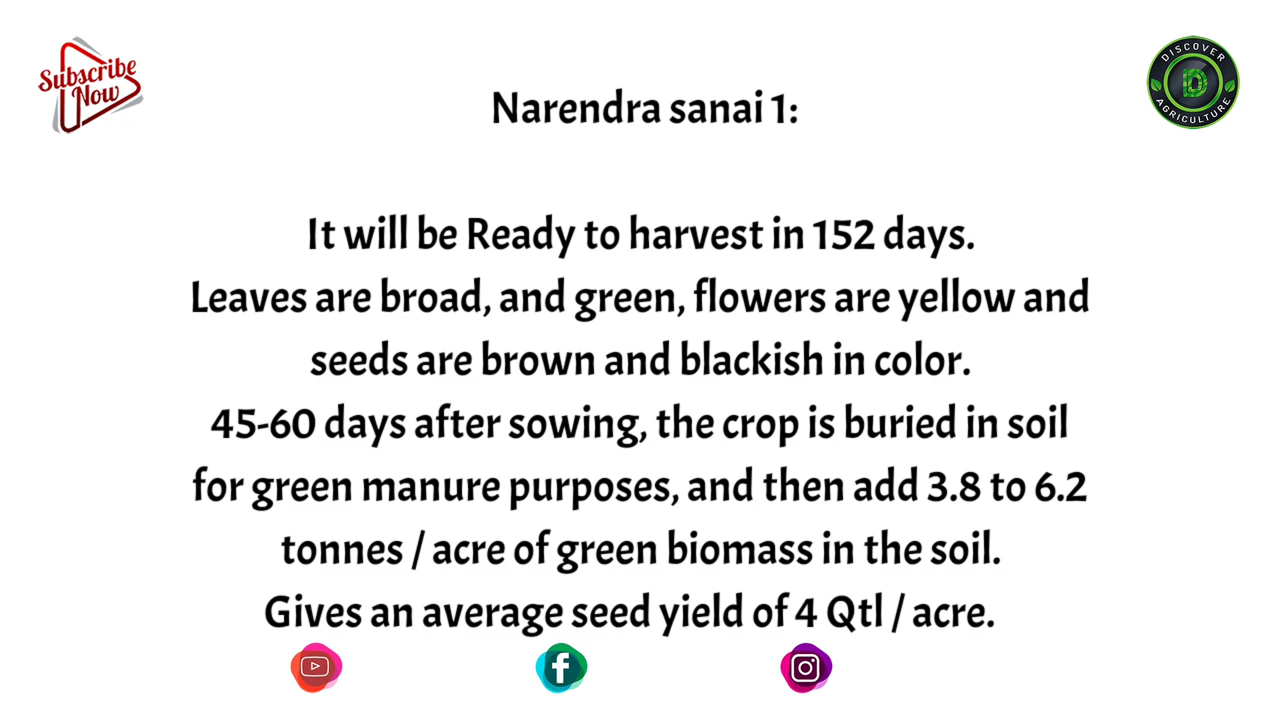 Subscribe
Now
DISCOVER
D
AGRICULTURE
Narendra sanai 1:
It will be Ready to harvest in 152 days.
Leaves are broad, and green, flowers are yellow and
seeds are brown and blackish in color.
45-60 days after sowing, the crop is buried in soil
for green manure purposes, and then add 3.8 to 6.2
tonnes / acre of green biomass in the soil.
Gives an average seed yield of 4 Qtl / acre.